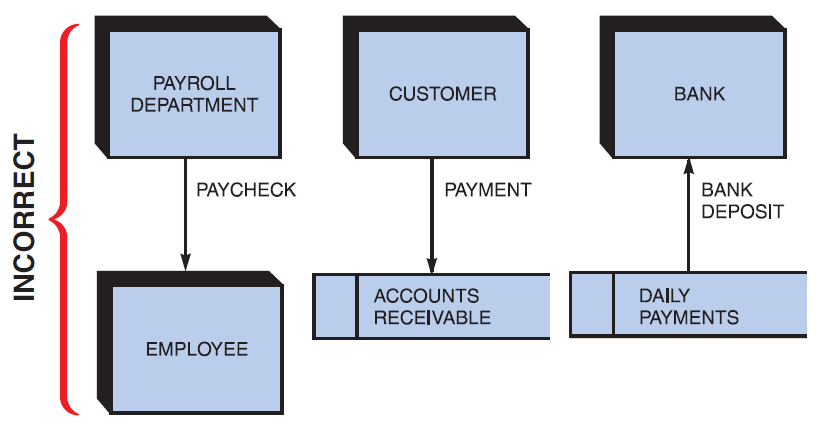 INCORRECT
PAYROLL
DEPARTMENT
PAYCHECK
EMPLOYEE
CUSTOMER
PAYMENT
ACCOUNTS
RECEIVABLE
BANK
BANK
DEPOSIT
DAILY
PAYMENTS